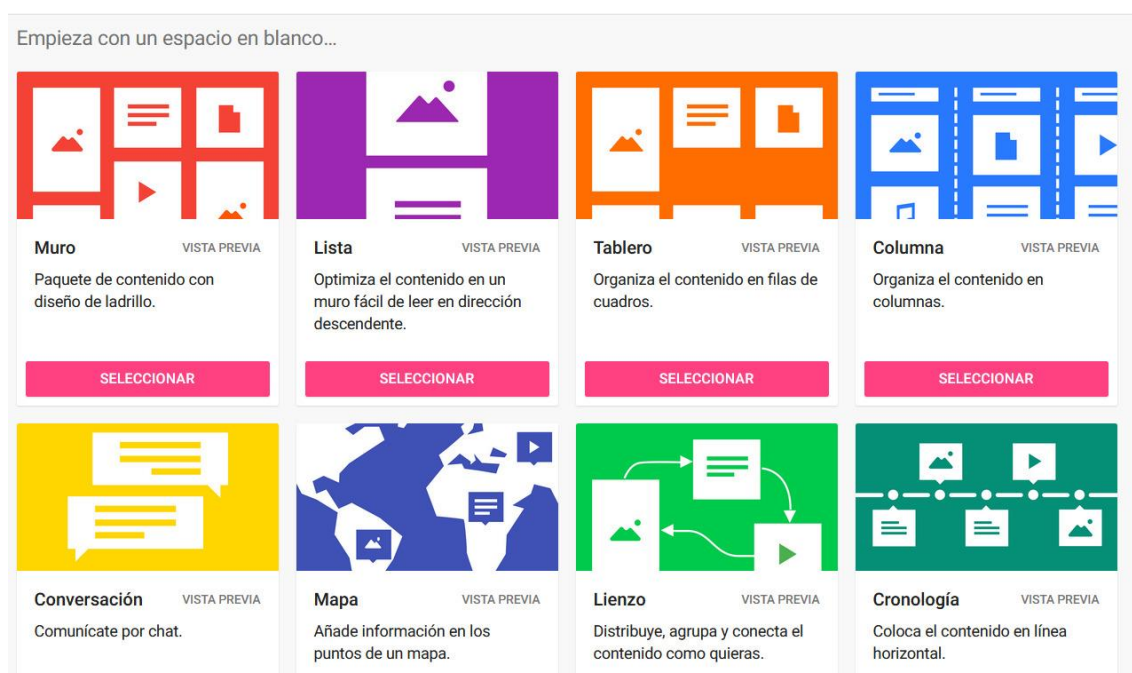 Empieza con un espacio en blanco...
Muro VISTA PREVIA
Paquete de contenido con
diseño de ladrillo.
SELECCIONAR
Lista VISTA PREVIA
Optimiza el contenido en un
muro fácil de leer en dirección
descendente.
SELECCIONAR
Tablero VISTA PREVIA
Organiza el contenido en filas de
cuadros.
SELECCIONAR
Columna VISTA PREVIA
Organiza el contenido en
columnas.
SELECCIONAR
Conversación VISTA PREVIA
Comunícate por chat.
Mapa VISTA PREVIA
Añade información en los
puntos de un mapa.
Lienzo VISTA PREVIA
Distribuye, agrupa y conecta el
contenido como quieras.
Cronología VISTA PREVIA
Coloca el contenido en línea
horizontal.